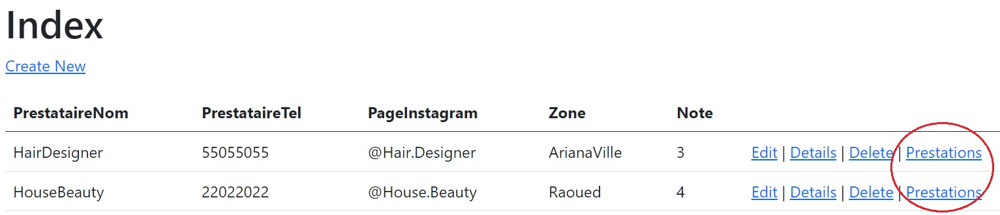 Index
Create New
PrestataireNom PrestataireTel PageInstagram Zone Note
HairDesigner 55055055 @Hair.Designer ArianaVille 3 Edit | Details | Delete | Prestations
HouseBeauty 22022022 @House.Beauty Raoued 4 Edit | Details | Delete | Prestations